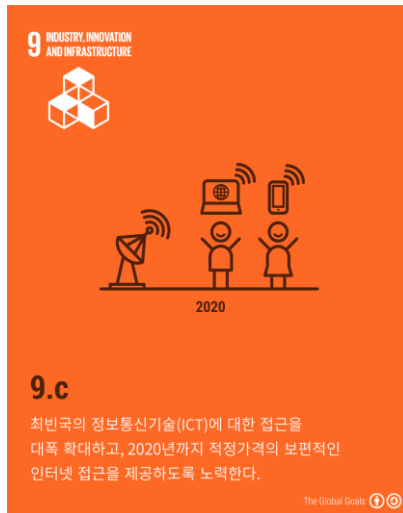 9 INDUSTRY, INNOVATION
AND INFRASTRUCTURE
2020
9.c
최빈국의 정보통신기술(ICT)에 대한 접근을
대폭 확대하고, 2020년까지 적정가격의 보편적인
인터넷 접근을 제공하도록 노력한다.
The Global Goals